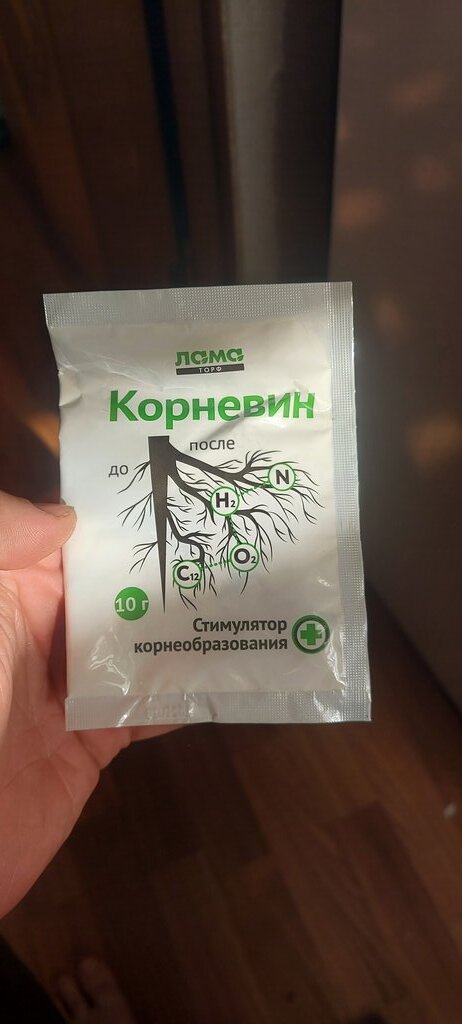 лама
ТОРФ
Корневин
после
до
N
H₂
O₂
C₁₂
10 г
Стимулятор
корнеобразования